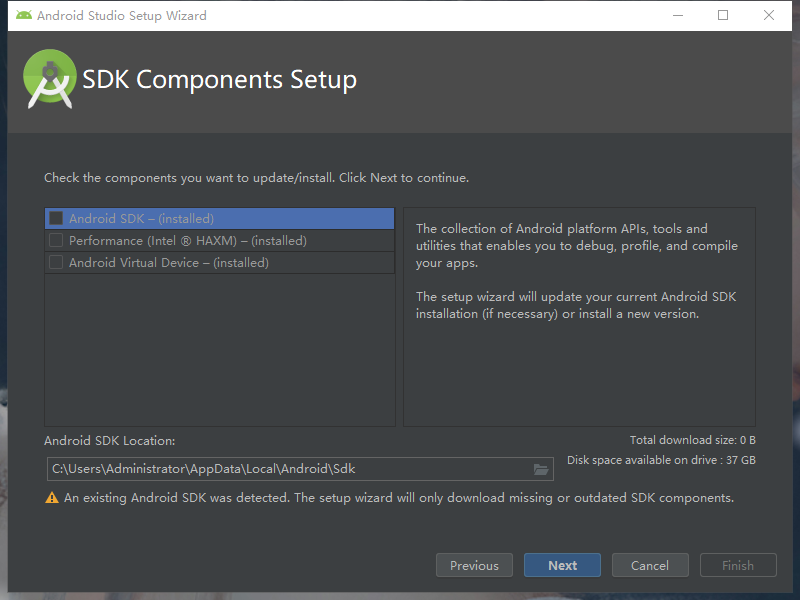 Android Studio Setup Wizard
SDK Components Setup
Check the components you want to update/install. Click Next to continue.
Android SDK – (installed)
Performance (Intel ® HAXM) – (installed)
Android Virtual Device – (installed)
The collection of Android platform APIs, tools and
utilities that enables you to debug, profile, and compile
your apps.
The setup wizard will update your current Android SDK
installation (if necessary) or install a new version.
Android SDK Location:
Total download size: 0 B
C:\Users\Administrator\AppData\Local\Android\Sdk
Disk space available on drive : 37 GB
An existing Android SDK was detected. The setup wizard will only download missing or outdated SDK components.
Previous
Next
Cancel
Finish